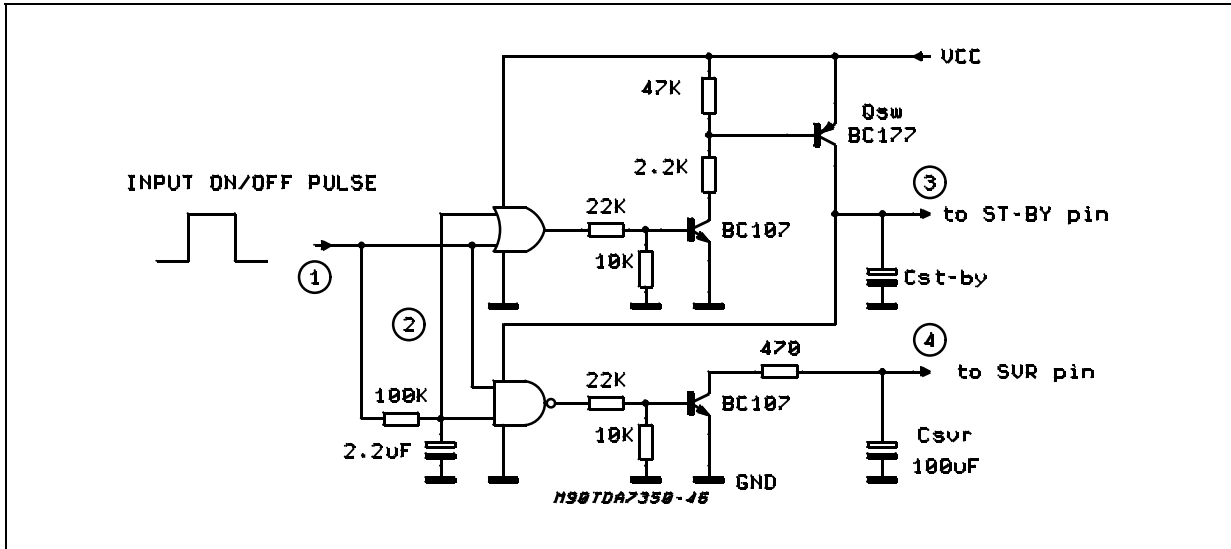 VCC
47K
Qsw
BC177
2.2K
INPUT ON/OFF PULSE
3
to ST-BY pin
22K
BC107
10K
1
Cst-by
2
4
470
to SVR pin
100K
22K
BC107
10K
2.2uF
Csvr
100uF
GND
M90TDA7350-46